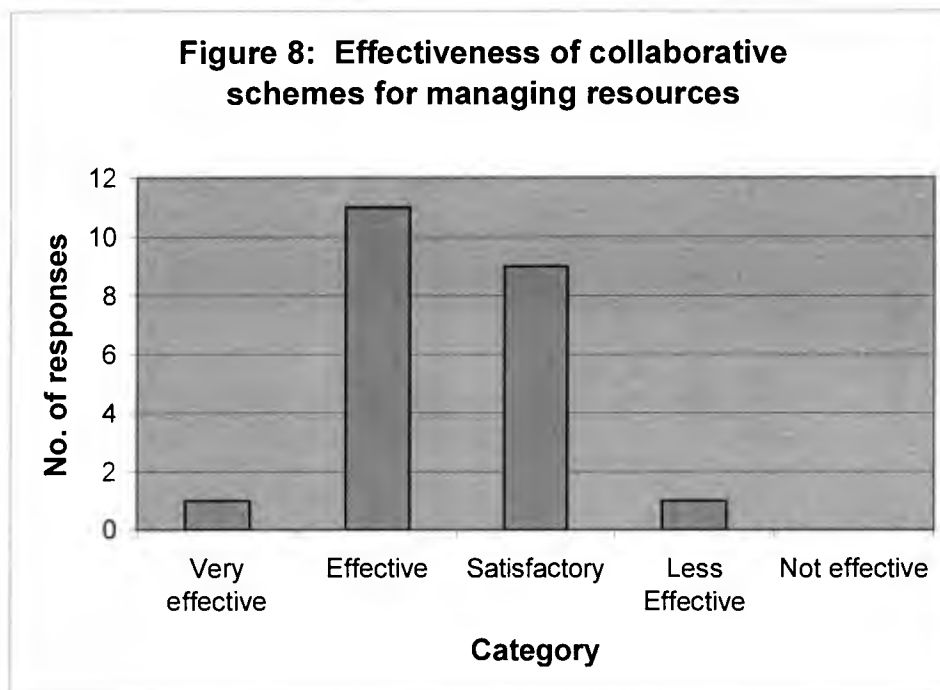 Figure 8: Effectiveness of collaborative
schemes for managing resources
No. of responses
12
10
8
6
4
2
0
Very
effective
Effective
Satisfactory
Less
Effective
Not effective
Category